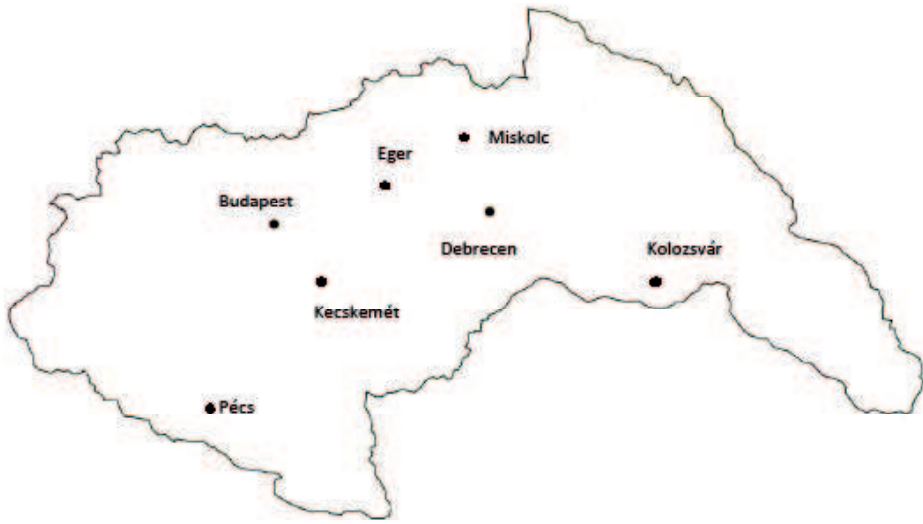 Miskolc
Eger
Budapest
Debrecen
Kolozsvár
Kecskemét
Pécs